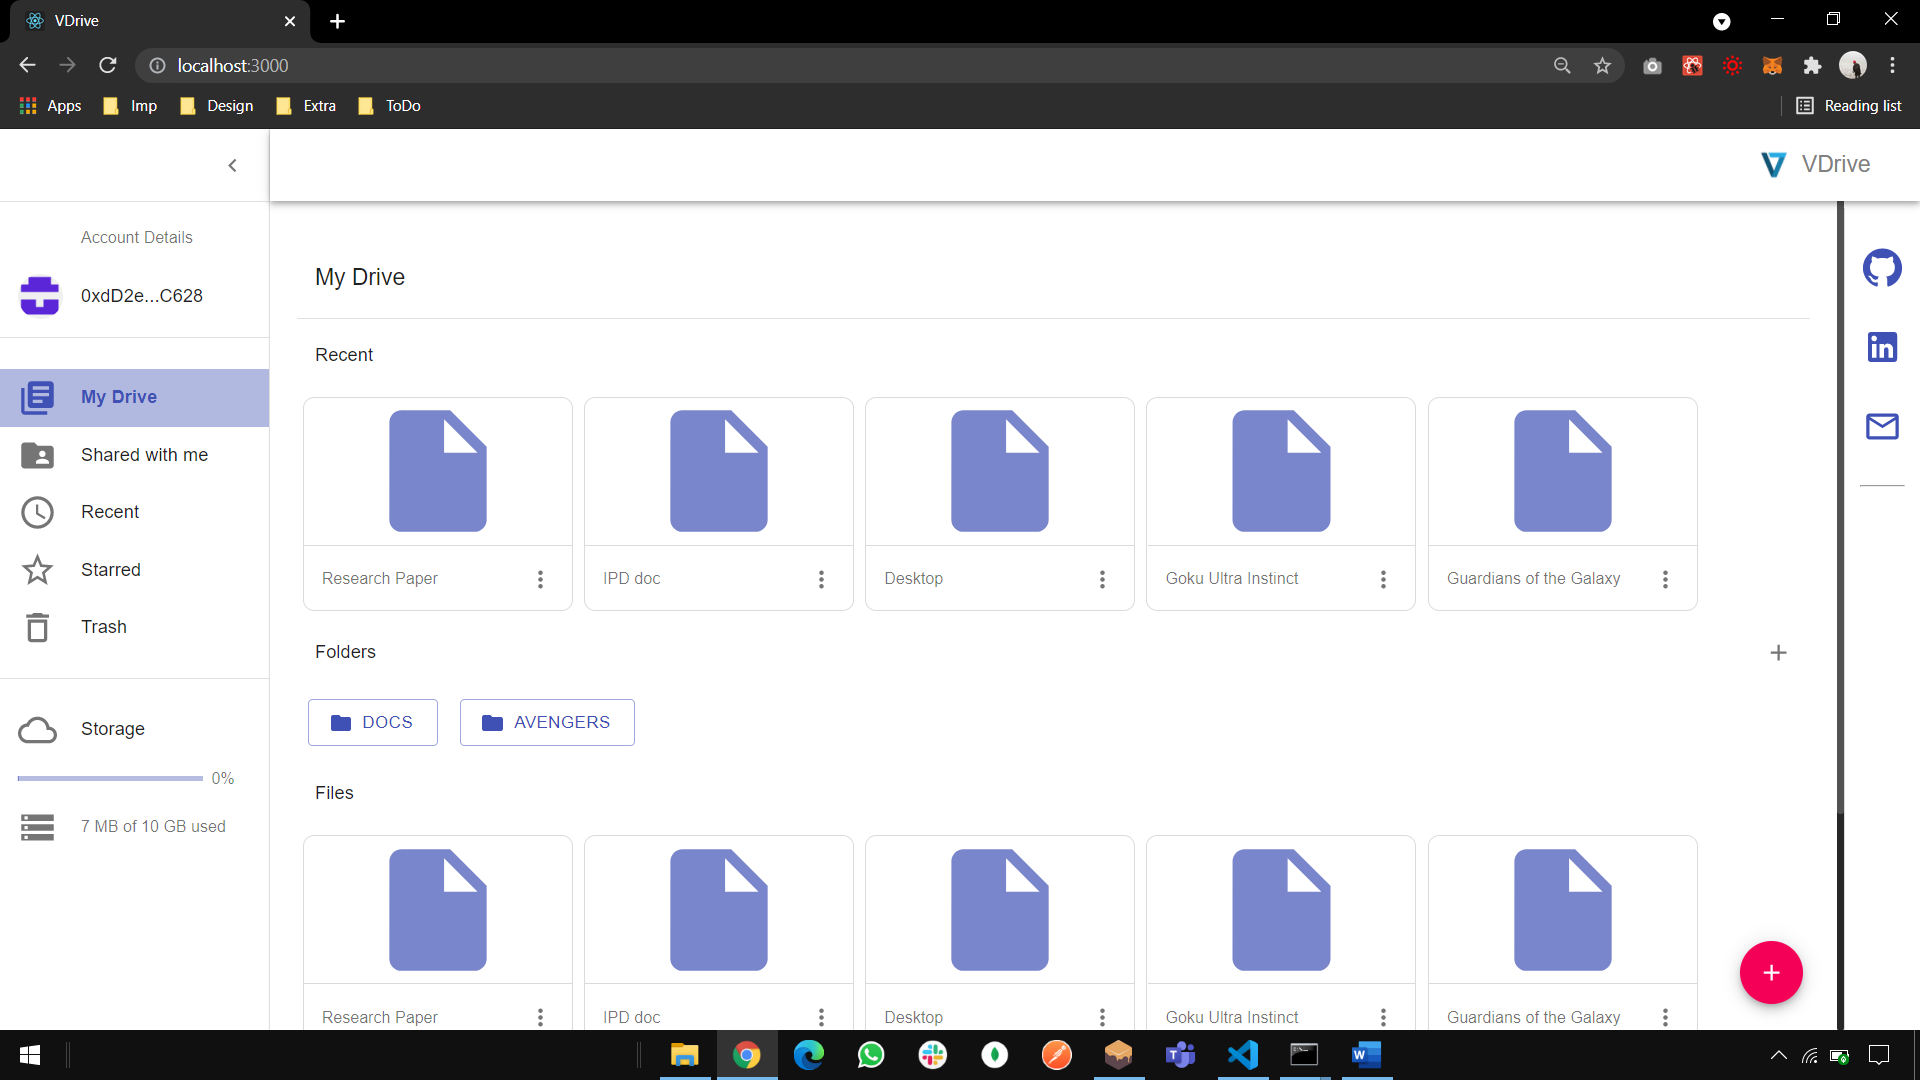 VDrive
localhost:3000
Apps Imp Design Extra ToDo Reading list
VDrive
Account Details
0xdD2e...C628
My Drive
Shared with me
Recent
Starred
Trash
Storage
0%
7 MB of 10 GB used
My Drive
Recent
Research Paper IPD doc Desktop Goku Ultra Instinct Guardians of the Galaxy
Folders
DOCS AVENGERS
Files
Research Paper IPD doc Desktop Goku Ultra Instinct Guardians of the Galaxy